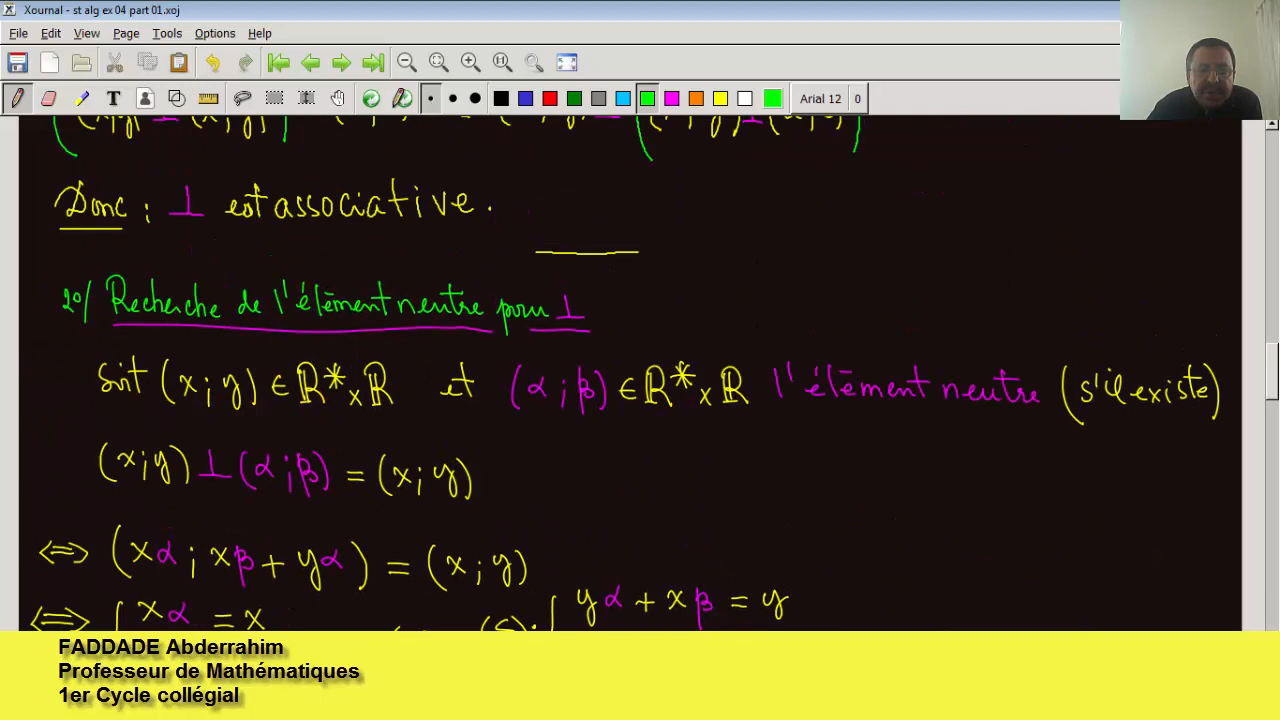 Xournal - st alg ex 04 part 01.xoj
File Edit View Page Tools Options Help
T Arial 12 0
Donc : ⊥ est associative.
2°/ Recherche de l'élément neutre pour ⊥
soit (x;y) ∈ ℝ*×ℝ et (α;β) ∈ ℝ*×ℝ l'élément neutre (s'il existe)
(x;y) ⊥ (α;β) = (x;y)
⇔ (xα ; xβ + yα) = (x;y)
⇔ { xα = x
yα + xβ = y
FADDADE Abderrahim
Professeur de Mathématiques
1er Cycle collégial